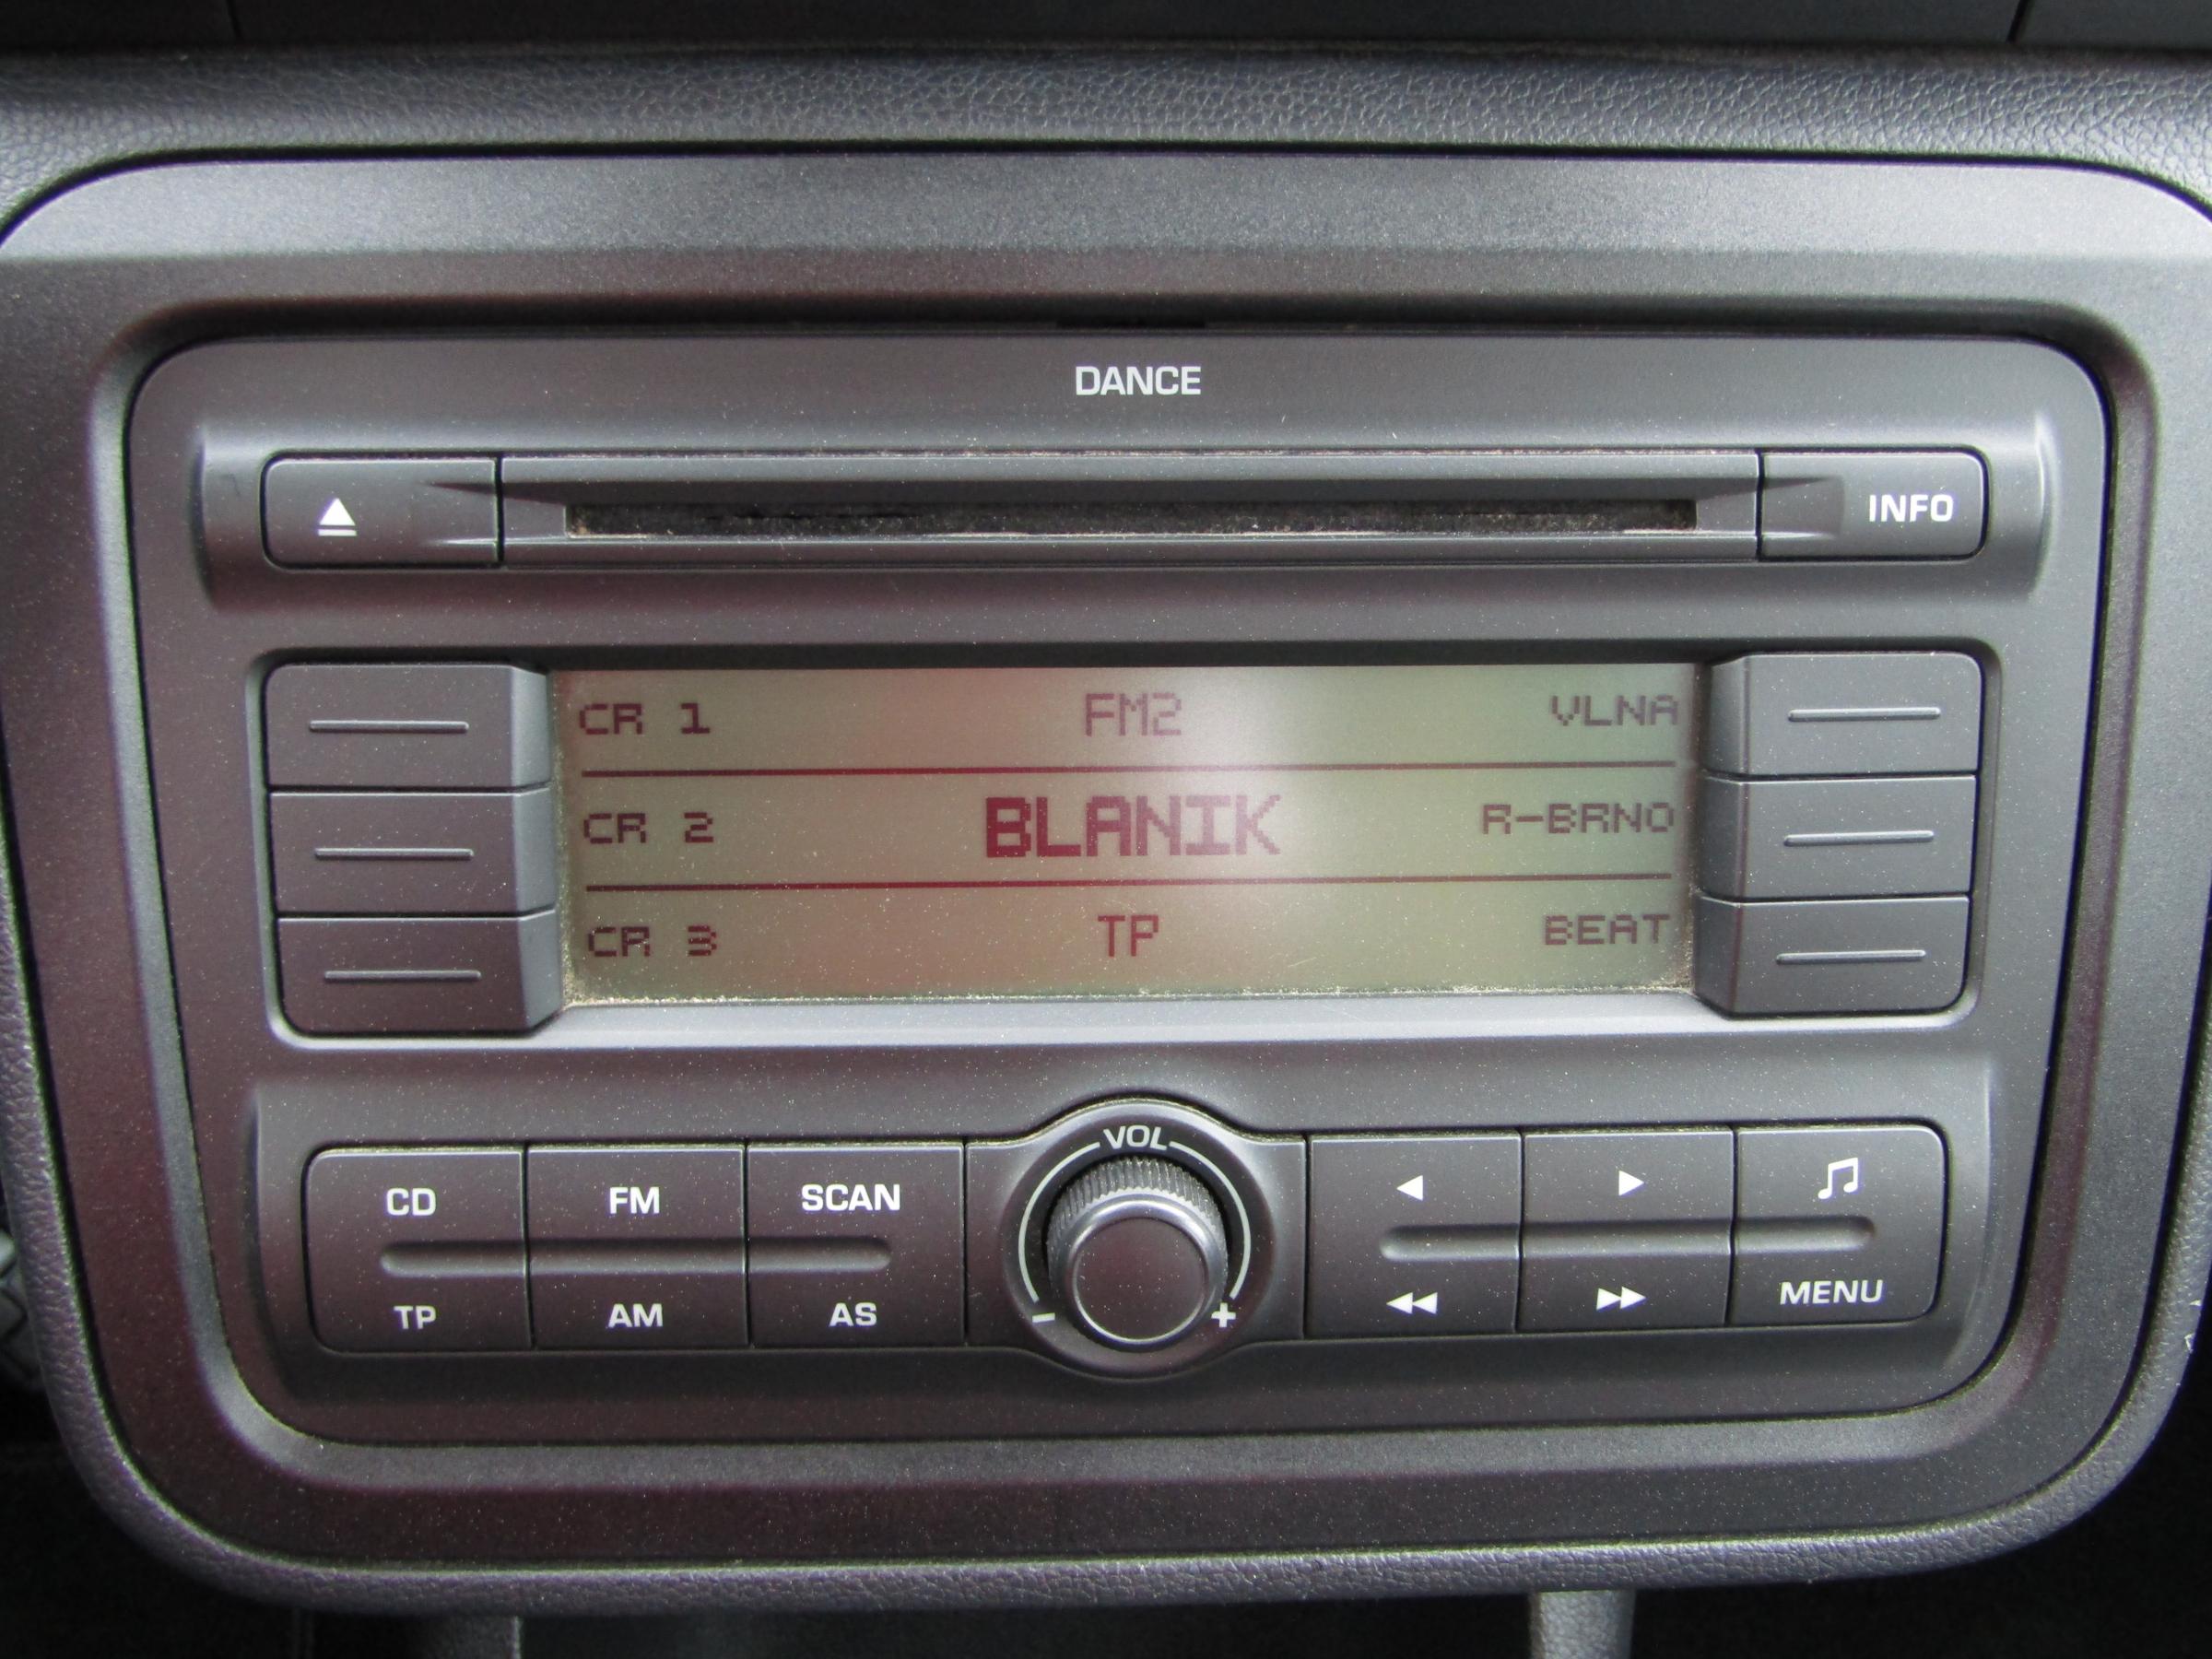 DANCE
INFO
CR 1 FM2 VLNA
CR 2 BLANIK R-BRNO
CR 3 TP BEAT
VOL
CD FM SCAN
- +
TP AM AS MENU